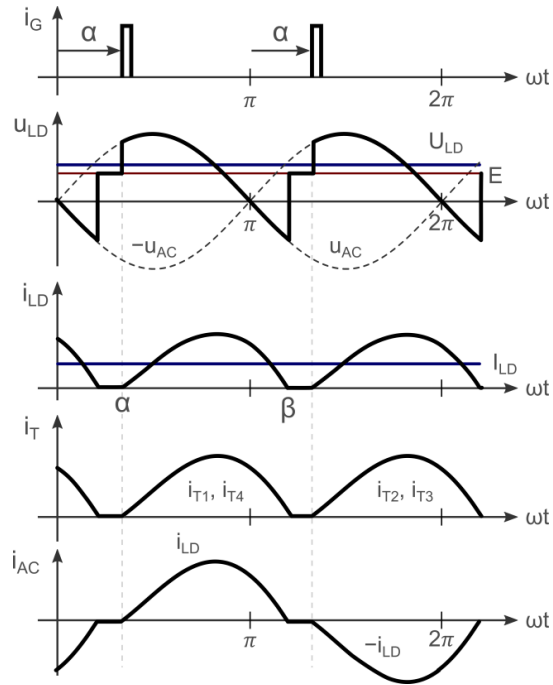 i_G
α
α
π
2π
ωt
u_LD
U_LD
E
−u_AC
π
u_AC
2π
ωt
i_LD
I_LD
α
β
ωt
i_T
i_T1, i_T4
i_T2, i_T3
ωt
i_AC
i_LD
π
−i_LD
2π
ωt